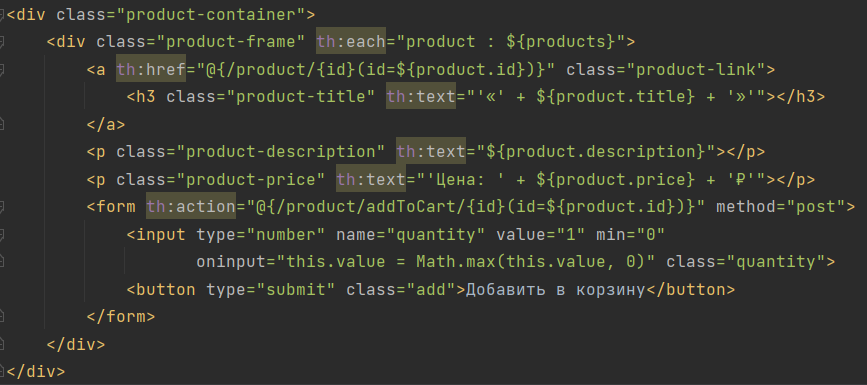 <div class="product-container">
    <div class="product-frame" th:each="product : ${products}">
        <a th:href="@{/product/{id}(id=${product.id})}" class="product-link">
            <h3 class="product-title" th:text="'«' + ${product.title} + '»'"></h3>
        </a>
        <p class="product-description" th:text="${product.description}"></p>
        <p class="product-price" th:text="'Цена: ' + ${product.price} + '₽'"></p>
        <form th:action="@{/product/addToCart/{id}(id=${product.id})}" method="post">
            <input type="number" name="quantity" value="1" min="0"
                   oninput="this.value = Math.max(this.value, 0)" class="quantity">
            <button type="submit" class="add">Добавить в корзину</button>
        </form>
    </div>
</div>